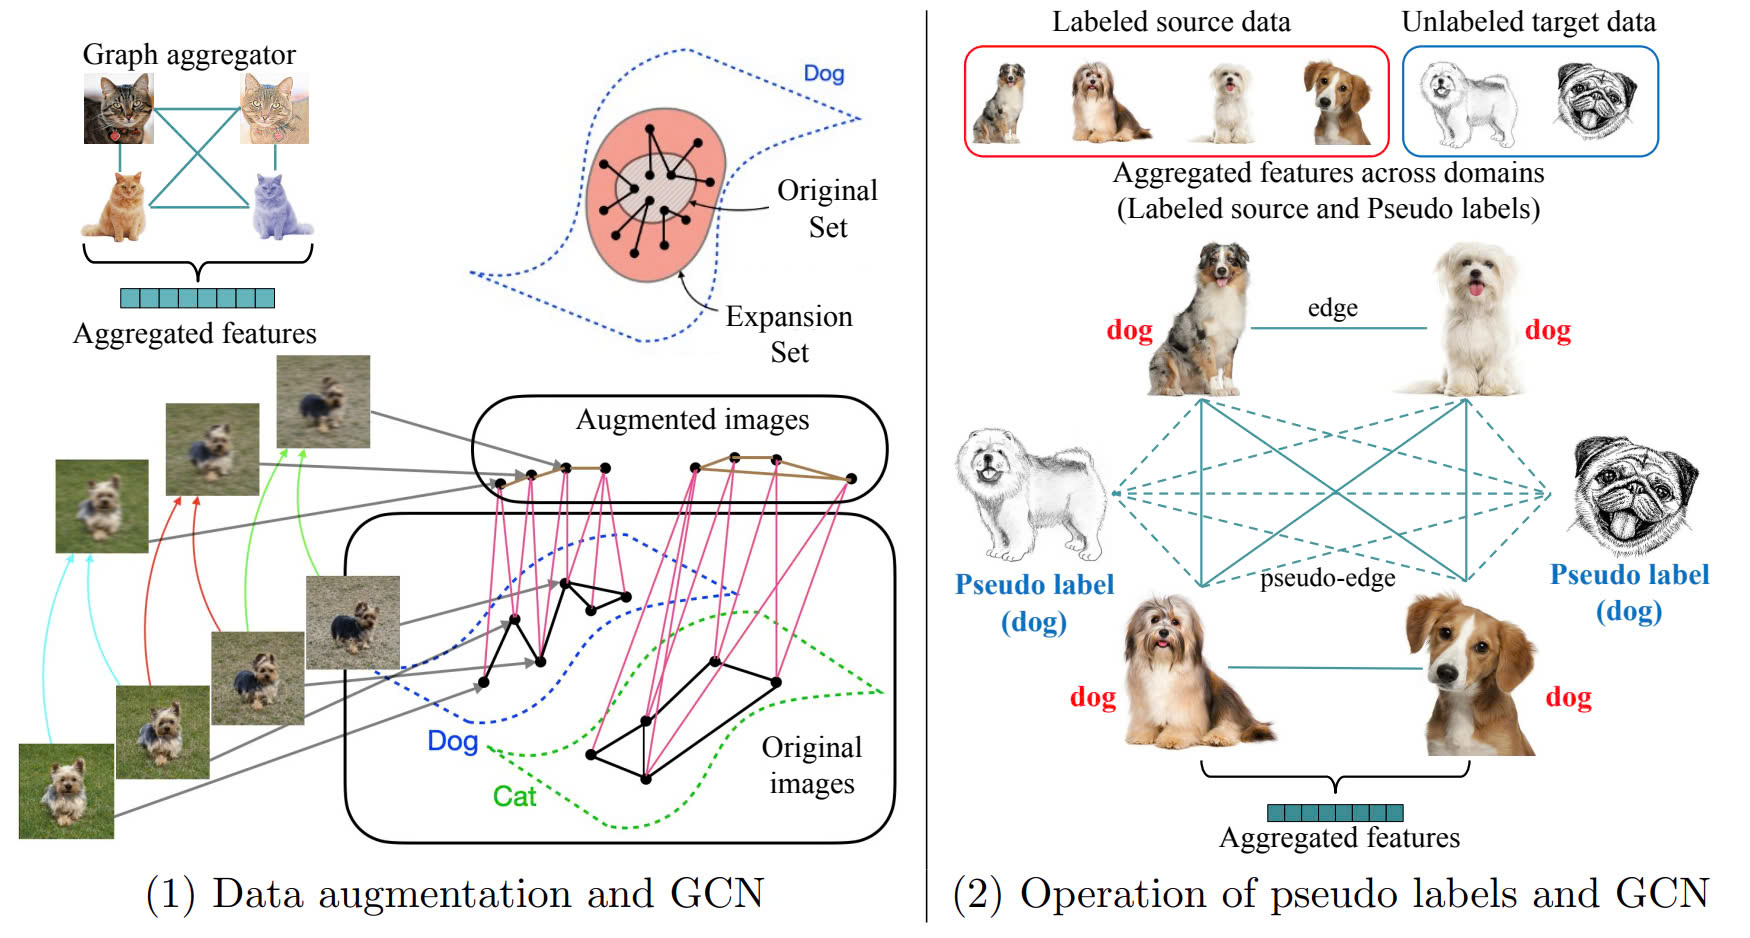 Graph aggregator
Aggregated features
Dog
Original
Set
Expansion
Set
Augmented images
Dog
Cat
Original
images
(1) Data augmentation and GCN
Labeled source data
Unlabeled target data
Aggregated features across domains
(Labeled source and Pseudo labels)
dog
edge
dog
Pseudo label
(dog)
pseudo-edge
Pseudo label
(dog)
dog
dog
Aggregated features
(2) Operation of pseudo labels and GCN